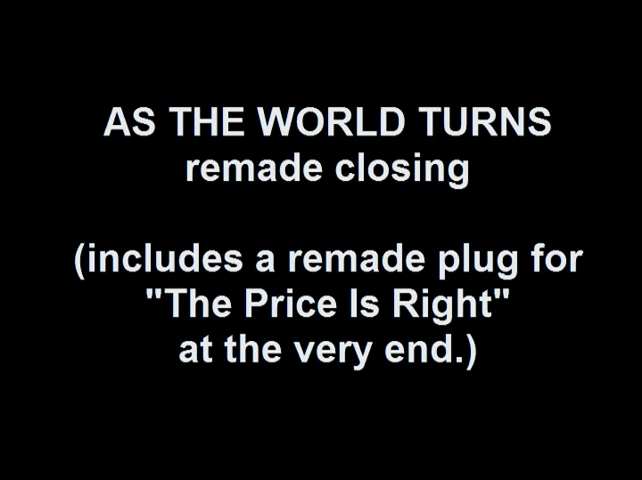 AS THE WORLD TURNS
remade closing
(includes a remade plug for
"The Price Is Right"
at the very end.)